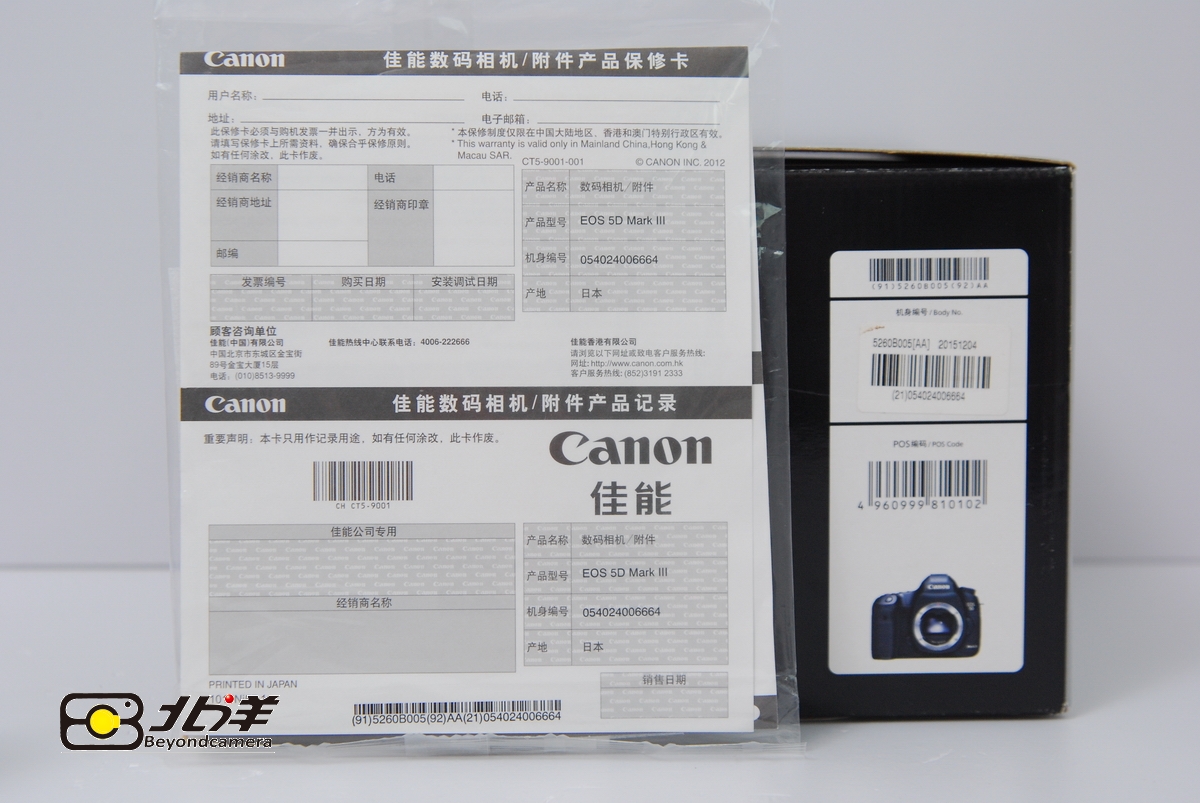 Canon 佳能数码相机/附件产品保修卡
用户名称: 电话:
地址: 电子邮箱:
此保修卡必须与购机发票一并出示，方为有效。
请填写保修卡上所需资料，确保合乎保修原则。
如有任何涂改，此卡作废。
* 本保修制度仅限在中国大陆地区、香港和澳门特别行政区有效。
* This warranty is valid only in Mainland China,Hong Kong &
Macau SAR.
CT5-9001-001 © CANON INC. 2012
经销商名称 电话
经销商地址 经销商印章
邮编
产品名称 数码相机/附件
产品型号 EOS 5D Mark III
机身编号 054024006664
产地 日本
发票编号 购买日期 安装调试日期
顾客咨询单位
佳能(中国)有限公司 佳能热线中心联系电话: 4006-222666
中国北京市东城区金宝街
89号金宝大厦15层
电话: (010)8513-9999
佳能香港有限公司
请浏览以下网址或致电客户服务热线:
网址: http://www.canon.com.hk
客户服务热线: (852)3191 2333
Canon 佳能数码相机/附件产品记录
重要声明: 本卡只用作记录用途，如有任何涂改，此卡作废。
Canon
佳能
CH CT5-9001
佳能公司专用
经销商名称
产品名称 数码相机/附件
产品型号 EOS 5D Mark III
机身编号 054024006664
产地 日本
销售日期
PRINTED IN JAPAN
(91)5260B005(92)AA(21)054024006664
(91)5260B005(92)AA
机身编号 / Body No.
5260B005[AA] 20151204
(21)054024006664
POS编码 / POS Code
4 960999 810102
Canon
北洋
Beyondcamera